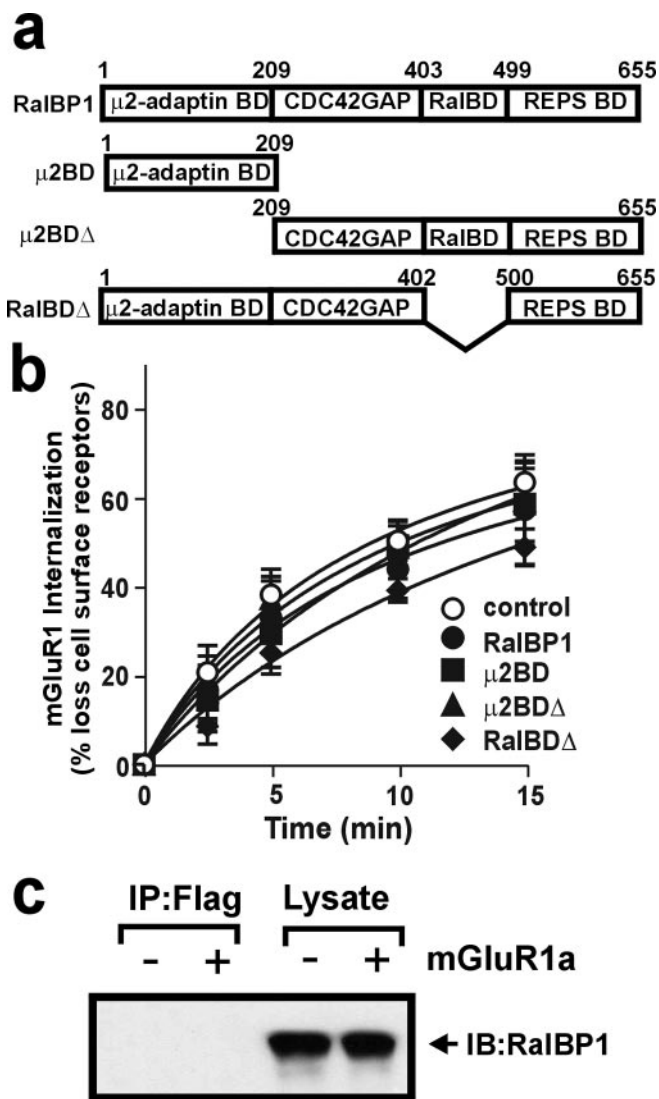 a
1 209 403 499 655
RalBP1 μ2-adaptin BD CDC42GAP RalBD REPS BD
1 209
μ2BD μ2-adaptin BD
209 655
μ2BDΔ CDC42GAP RalBD REPS BD
1 402 500 655
RalBDΔ μ2-adaptin BD CDC42GAP REPS BD
b
mGluR1 Internalization
(% loss cell surface receptors)
80
60
40
20
0
0 5 10 15
Time (min)
control
RalBP1
μ2BD
μ2BDΔ
RalBDΔ
c
IP:Flag Lysate
- + - + mGluR1a
IB:RalBP1